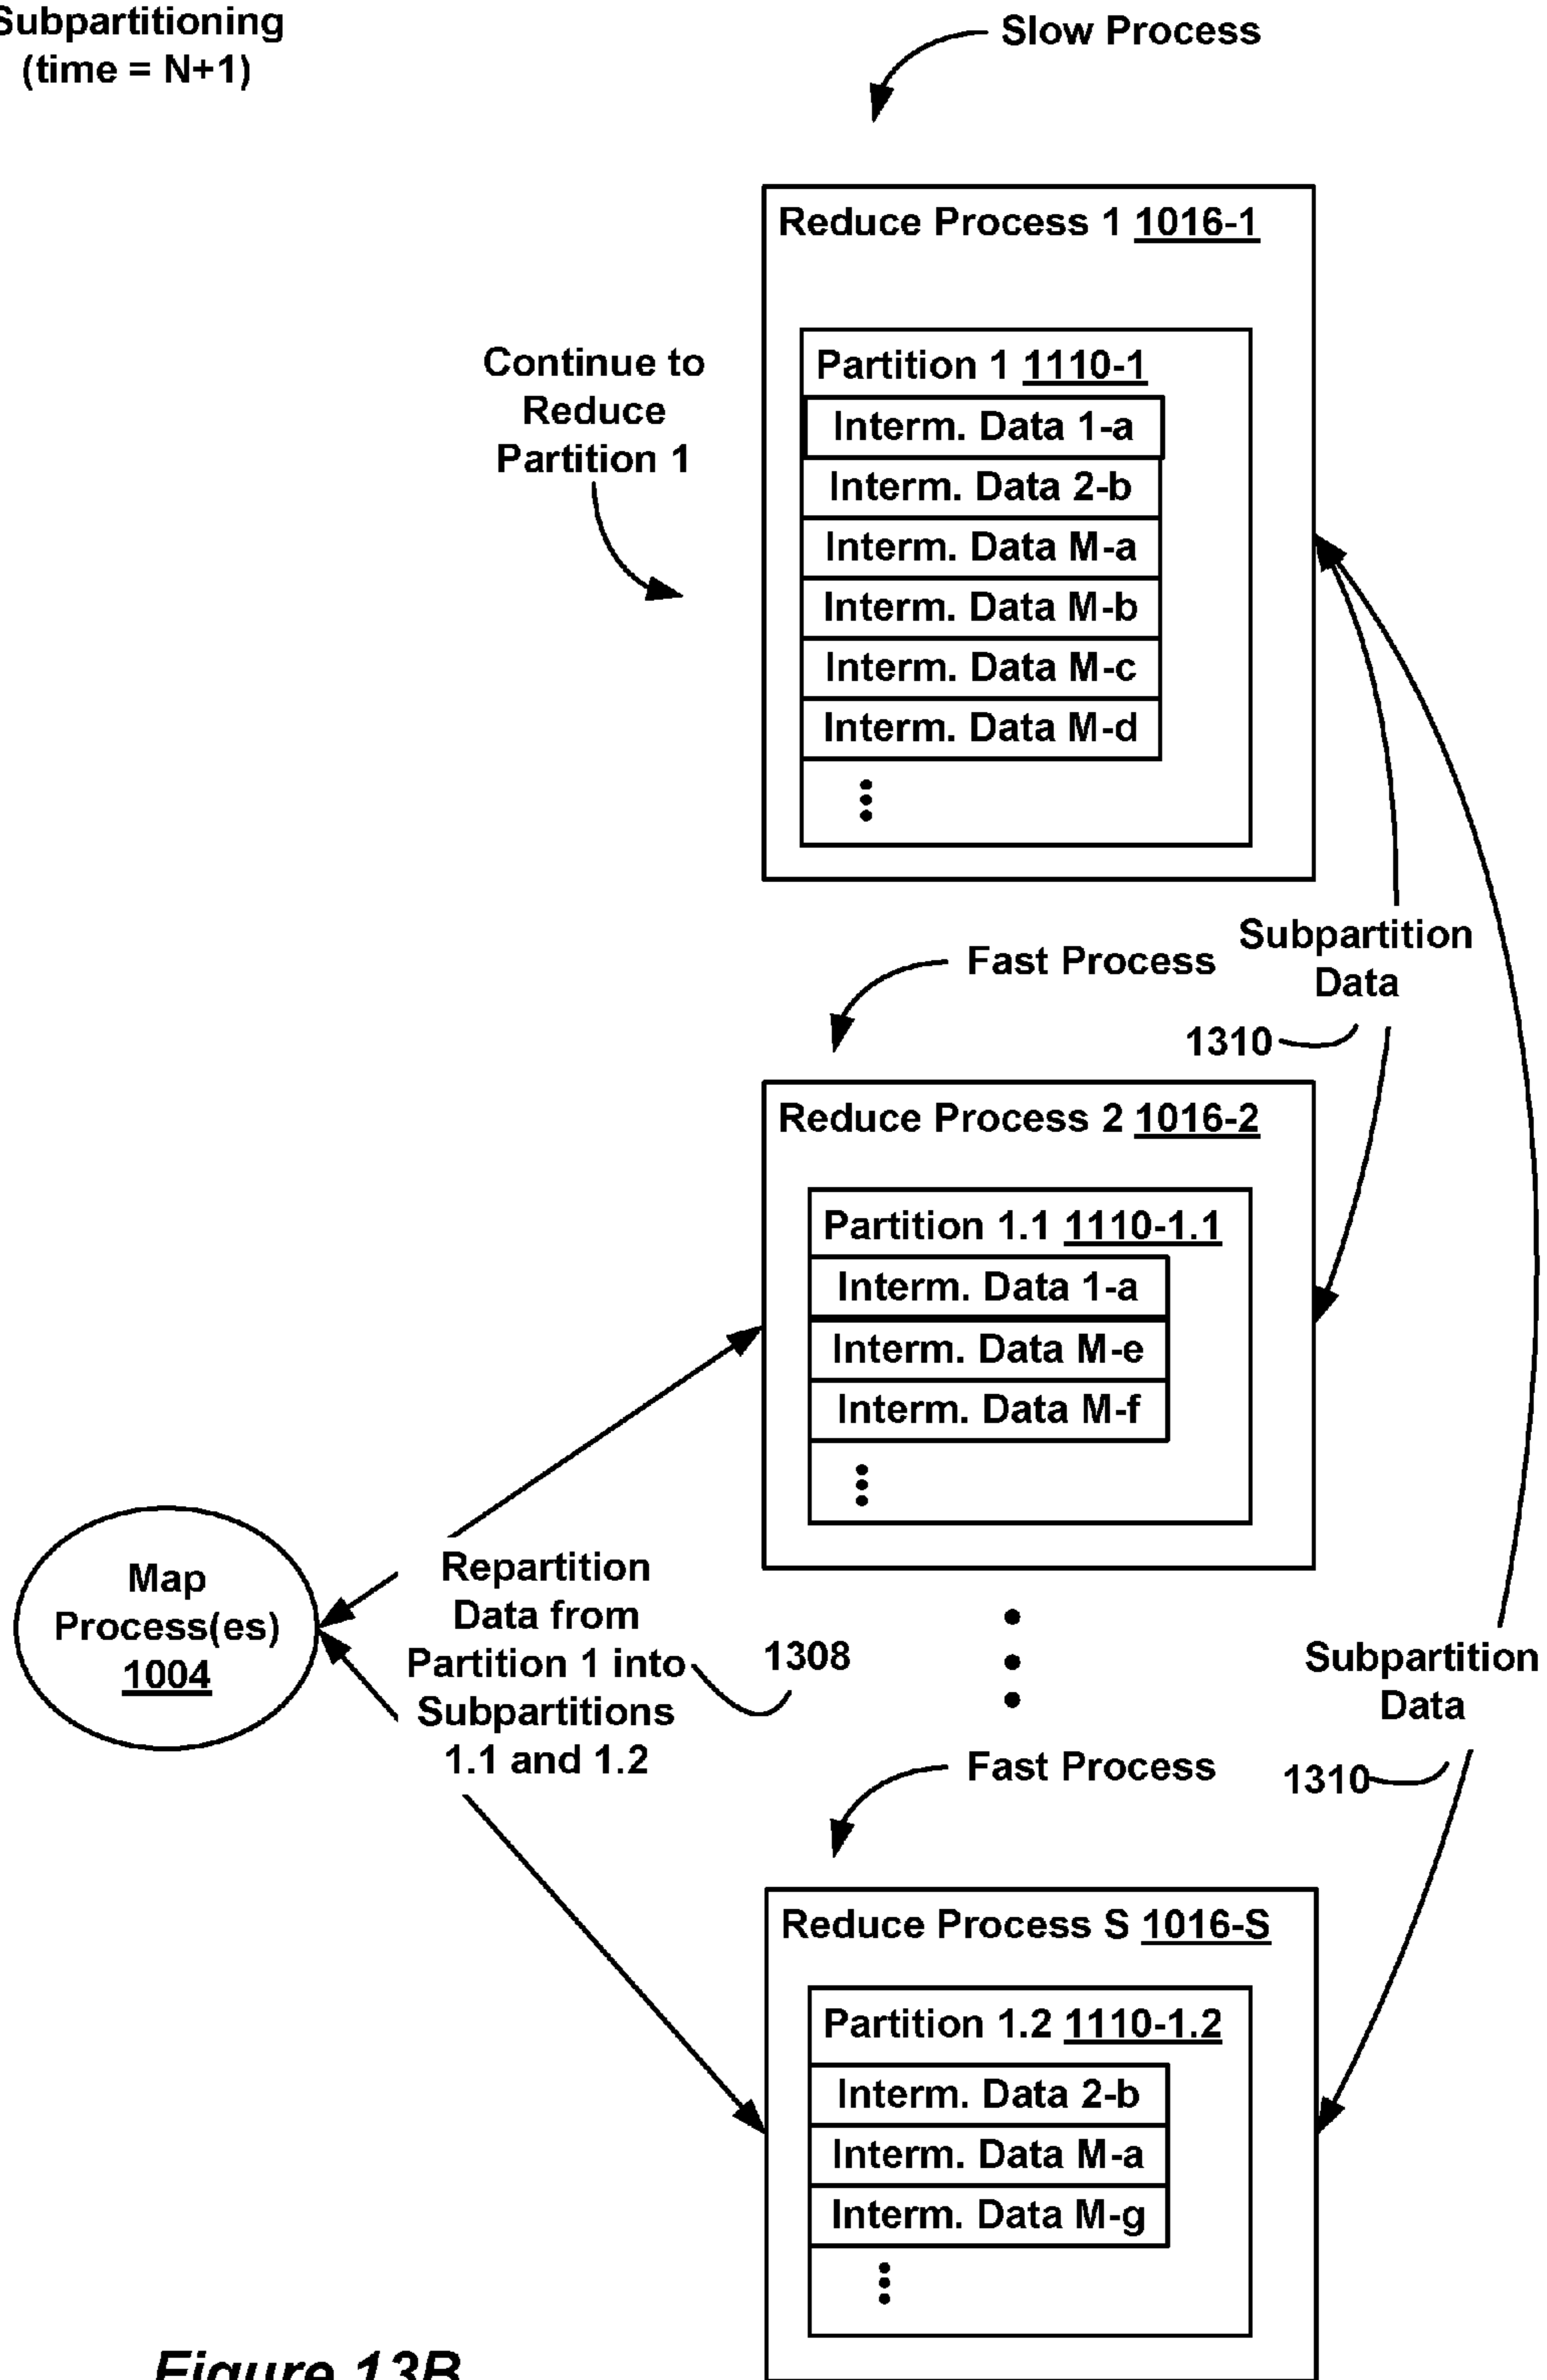 Subpartitioning
(time = N+1)
Slow Process
Reduce Process 1 1016-1
Continue to
Reduce
Partition 1
Partition 1 1110-1
Interm. Data 1-a
Interm. Data 2-b
Interm. Data M-a
Interm. Data M-b
Interm. Data M-c
Interm. Data M-d
Fast Process
Subpartition
Data
1310
Reduce Process 2 1016-2
Partition 1.1 1110-1.1
Interm. Data 1-a
Interm. Data M-e
Interm. Data M-f
Map
Process(es)
1004
Repartition
Data from
Partition 1 into
Subpartitions
1.1 and 1.2
1308
Subpartition
Data
1310
Fast Process
Reduce Process S 1016-S
Partition 1.2 1110-1.2
Interm. Data 2-b
Interm. Data M-a
Interm. Data M-g
Figure 13B